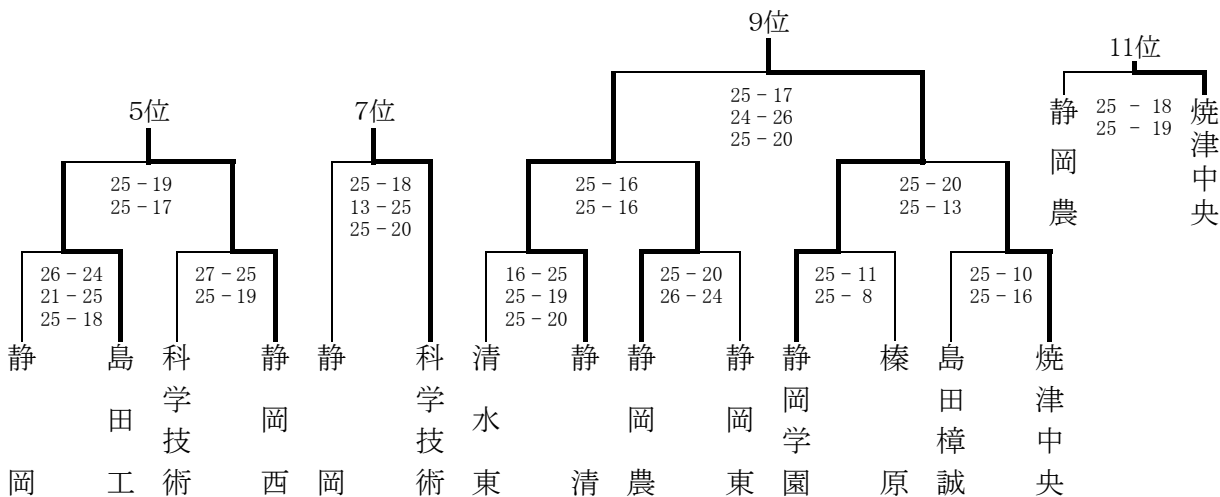 9位
11位
5位
7位
25－17
24－26
25－20
静岡農
25 － 18
25 － 19
焼津中央
25－19
25－17
25－18
13－25
25－20
25－16
25－16
25－20
25－13
26－24
21－25
25－18
27－25
25－19
16－25
25－19
25－20
25－20
26－24
25－11
25－ 8
25－10
25－16
静岡
島田工
科学技術
静岡西
静岡
科学技術
清水東
静清
静岡農
静岡東
静岡学園
榛原
島田樟誠
焼津中央